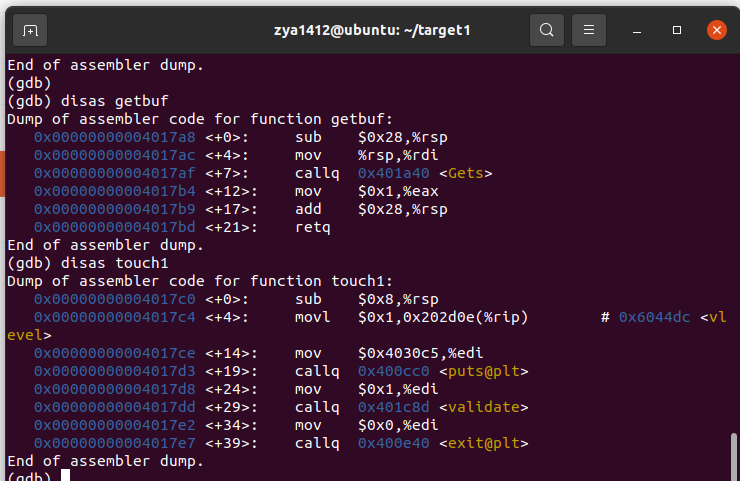 zya1412@ubuntu: ~/target1
End of assembler dump.
(gdb)
(gdb) disas getbuf
Dump of assembler code for function getbuf:
   0x00000000004017a8 <+0>:     sub    $0x28,%rsp
   0x00000000004017ac <+4>:     mov    %rsp,%rdi
   0x00000000004017af <+7>:     callq  0x401a40 <Gets>
   0x00000000004017b4 <+12>:    mov    $0x1,%eax
   0x00000000004017b9 <+17>:    add    $0x28,%rsp
   0x00000000004017bd <+21>:    retq
End of assembler dump.
(gdb) disas touch1
Dump of assembler code for function touch1:
   0x00000000004017c0 <+0>:     sub    $0x8,%rsp
   0x00000000004017c4 <+4>:     movl   $0x1,0x202d0e(%rip)        # 0x6044dc <vl
evel>
   0x00000000004017ce <+14>:    mov    $0x4030c5,%edi
   0x00000000004017d3 <+19>:    callq  0x400cc0 <puts@plt>
   0x00000000004017d8 <+24>:    mov    $0x1,%edi
   0x00000000004017dd <+29>:    callq  0x401c8d <validate>
   0x00000000004017e2 <+34>:    mov    $0x0,%edi
   0x00000000004017e7 <+39>:    callq  0x400e40 <exit@plt>
End of assembler dump.
(gdb)